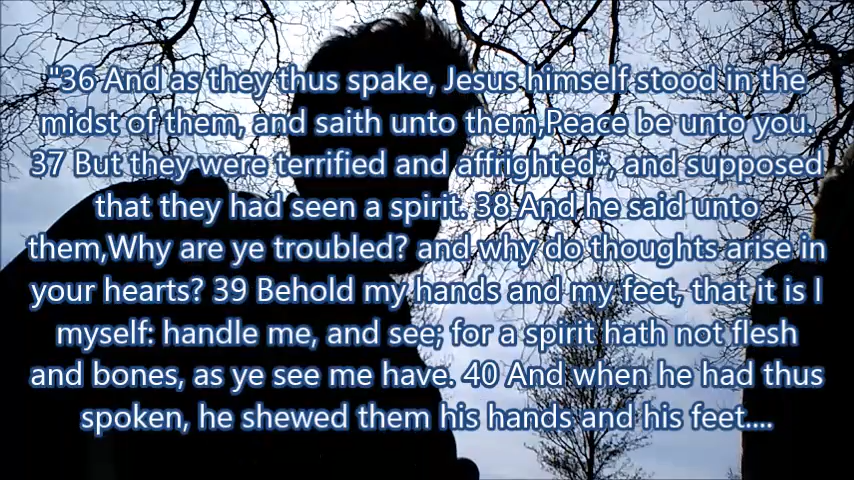 "36 And as they thus spake, Jesus himself stood in the
midst of them, and saith unto them,Peace be unto you.
37 But they were terrified and affrighted*, and supposed
that they had seen a spirit. 38 And he said unto
them,Why are ye troubled? and why do thoughts arise in
your hearts? 39 Behold my hands and my feet, that it is I
myself: handle me, and see; for a spirit hath not flesh
and bones, as ye see me have. 40 And when he had thus
spoken, he shewed them his hands and his feet....